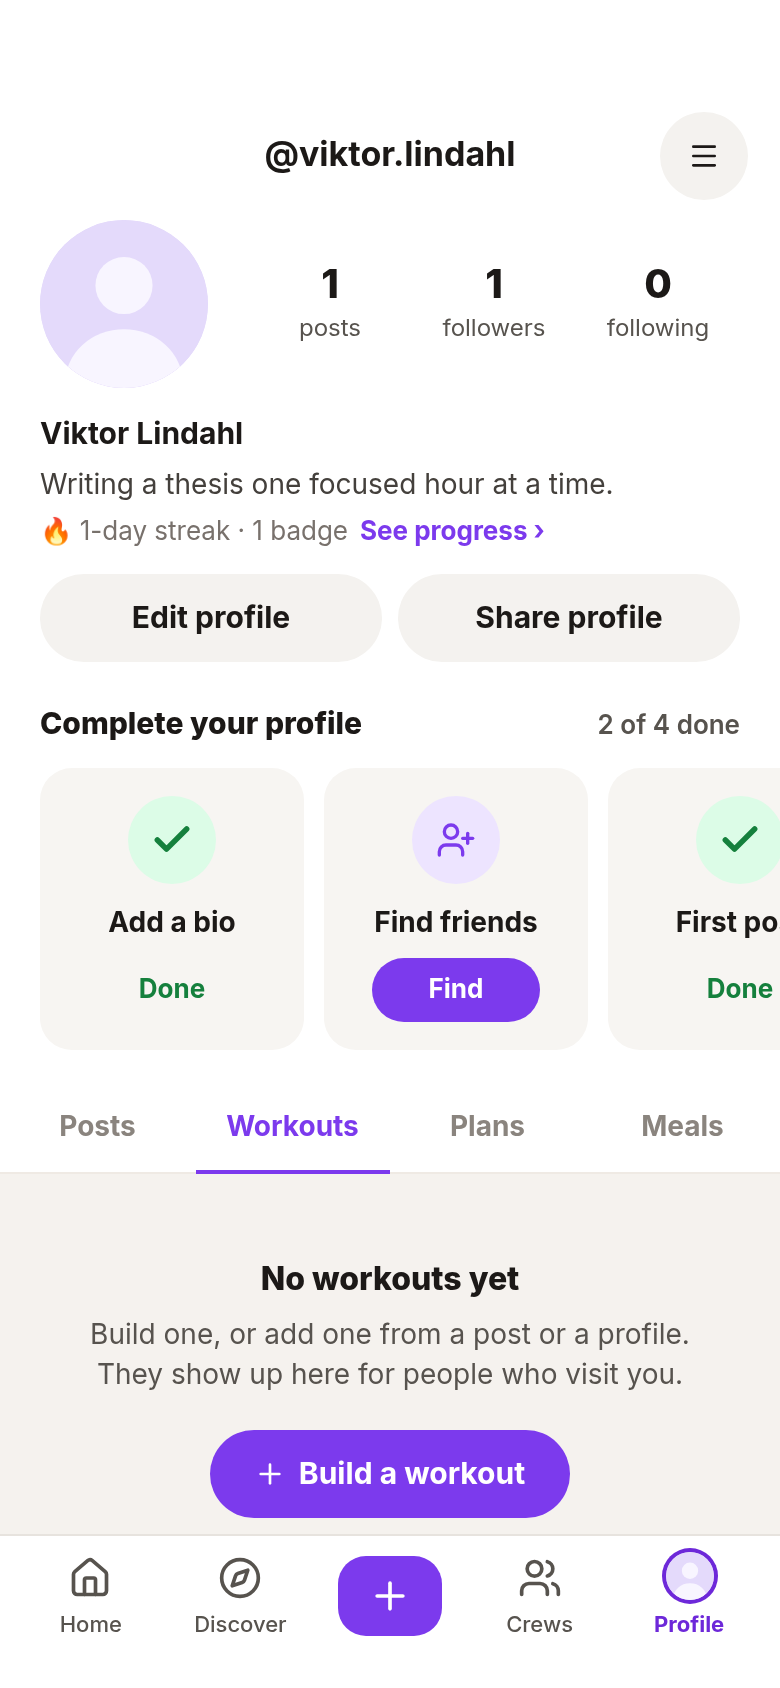 @viktor.lindahl
1 1 0
posts followers following
Viktor Lindahl
Writing a thesis one focused hour at a time.
🔥 1-day streak · 1 badge See progress ›
Edit profile Share profile
Complete your profile 2 of 4 done
Add a bio Find friends First po
Done Find Done
Posts Workouts Plans Meals
No workouts yet
Build one, or add one from a post or a profile.
They show up here for people who visit you.
Build a workout
Home Discover Crews Profile